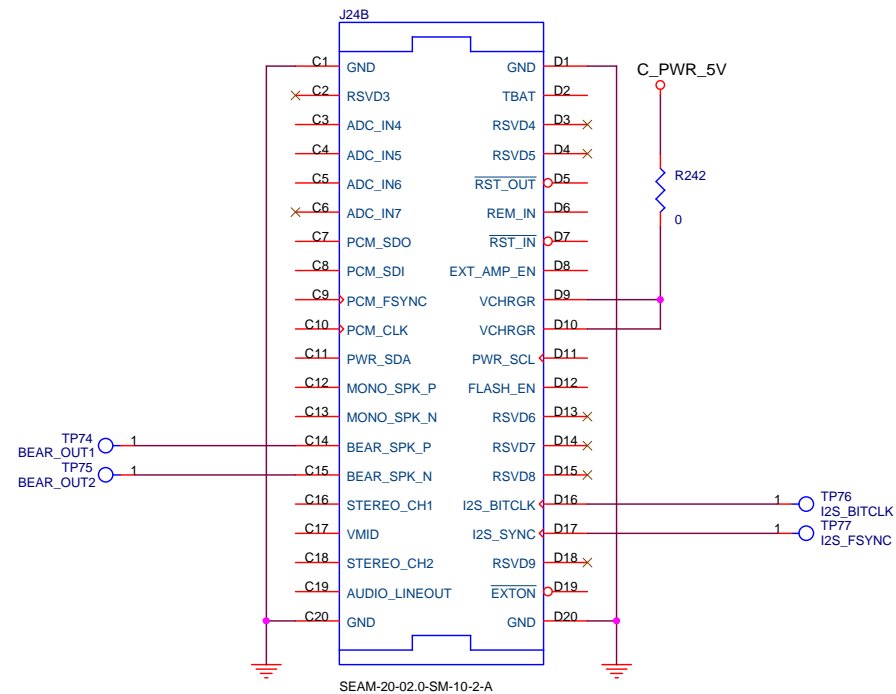 J24B
C1 GND GND D1
C_PWR_5V
C2 RSVD3 TBAT D2
C3 ADC_IN4 RSVD4 D3
C4 ADC_IN5 RSVD5 D4
R242
C5 ADC_IN6 RST_OUT D5
C6 ADC_IN7 REM_IN D6
0
C7 PCM_SDO RST_IN D7
C8 PCM_SDI EXT_AMP_EN D8
C9 PCM_FSYNC VCHRGR D9
C10 PCM_CLK VCHRGR D10
C11 PWR_SDA PWR_SCL D11
C12 MONO_SPK_P FLASH_EN D12
C13 MONO_SPK_N RSVD6 D13
TP74 1 C14 BEAR_SPK_P RSVD7 D14
BEAR_OUT1
TP75 1 C15 BEAR_SPK_N RSVD8 D15
BEAR_OUT2
C16 STEREO_CH1 I2S_BITCLK D16 1 TP76
I2S_BITCLK
C17 VMID I2S_SYNC D17 1 TP77
I2S_FSYNC
C18 STEREO_CH2 RSVD9 D18
C19 AUDIO_LINEOUT EXTON D19
C20 GND GND D20
SEAM-20-02.0-SM-10-2-A